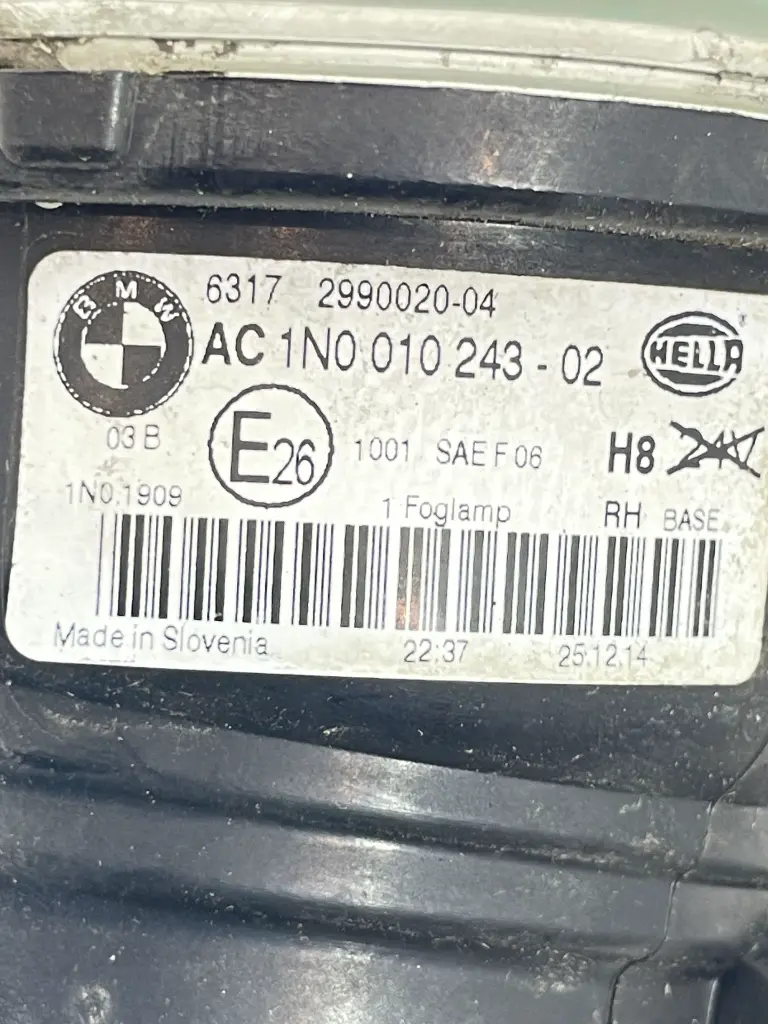 BMW
6317 2990020-04
AC 1N0 010 243 - 02
HELLA
03 B
E26
1001 SAE F 06
H8 24V
1N0.1909
1 Foglamp
RH BASE
Made in Slovenia
22:37
25.12.14